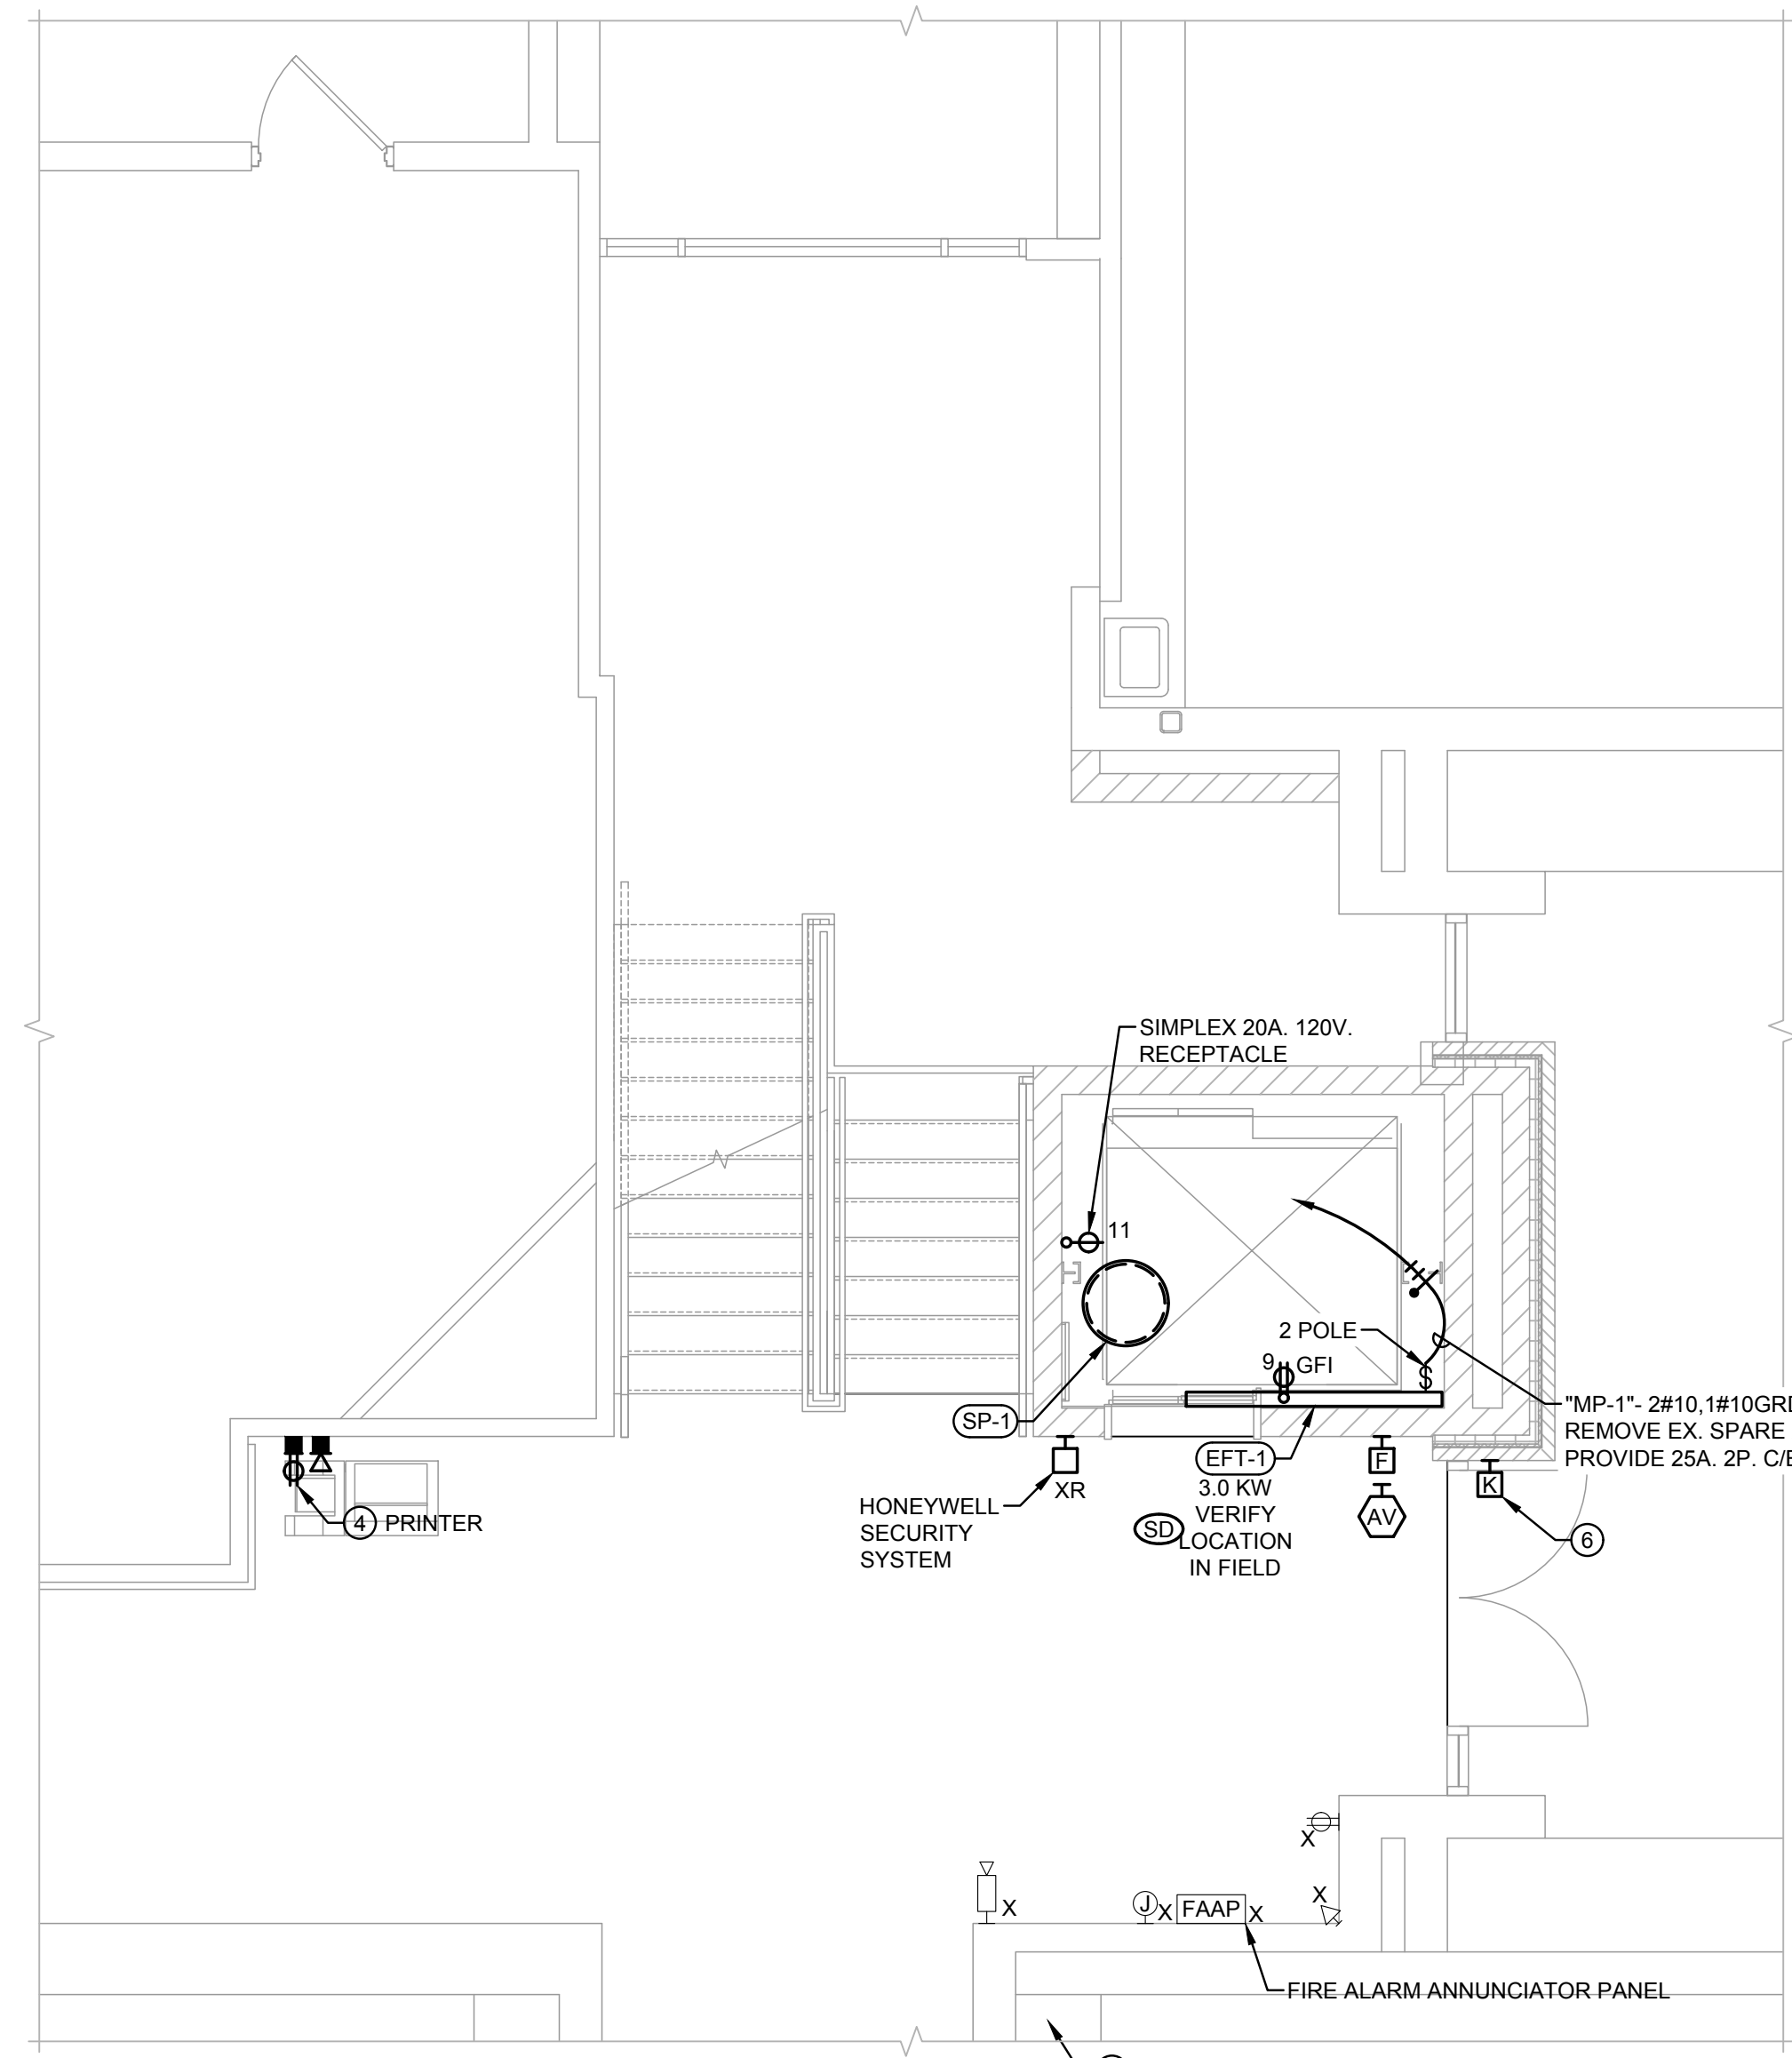 SIMPLEX 20A. 120V.
RECEPTACLE
11
2 POLE
9
GFI
$
SP-1
"MP-1"- 2#10,1#10
REMOVE EX. SPARE
PROVIDE 25A. 2P.
EFT-1
3.0 KW
VERIFY
LOCATION
IN FIELD
F
K
XR
HONEYWELL
SECURITY
SYSTEM
SD
AV
6
4 PRINTER
X
X
J
X
FAAP
X
X
FIRE ALARM ANNUNCIATOR PANEL